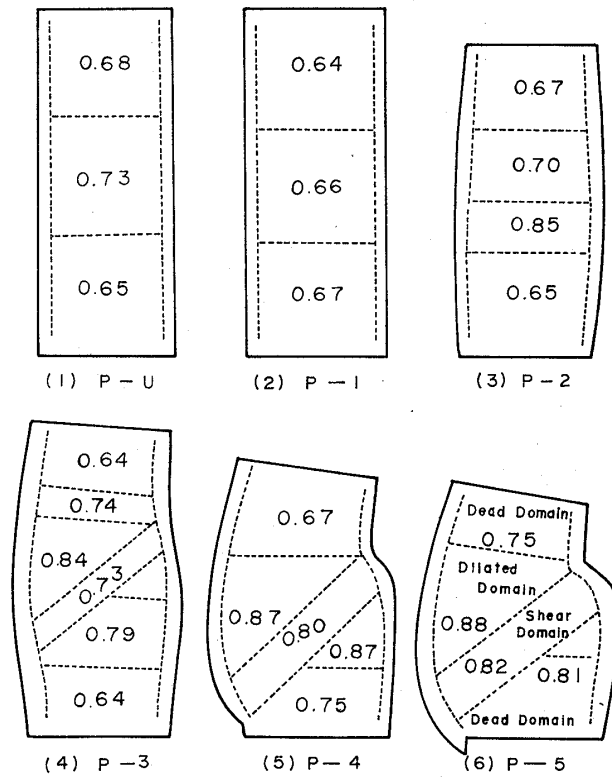 0.68
0.73
0.65
(1) P-U
0.64
0.66
0.67
(2) P-1
0.67
0.70
0.85
0.65
(3) P-2
0.64
0.74
0.84
0.73
0.79
0.64
(4) P-3
0.67
0.87
0.80
0.87
0.75
(5) P-4
Dead Domain
0.75
Dilated
Domain
Shear
Domain
0.88
0.82
0.81
Dead Domain
(6) P-5